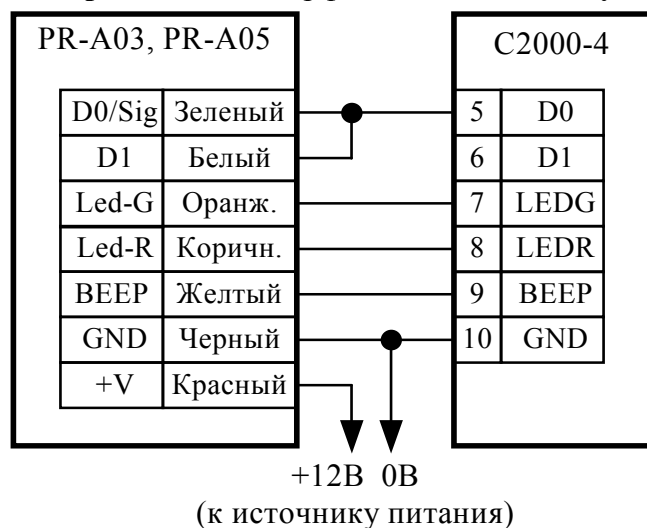 PR-A03, PR-A05 C2000-4
D0/Sig Зеленый 5 D0
D1 Белый 6 D1
Led-G Оранж. 7 LEDG
Led-R Коричн. 8 LEDR
BEEP Желтый 9 BEEP
GND Черный 10 GND
+V Красный
+12В 0В
(к источнику питания)